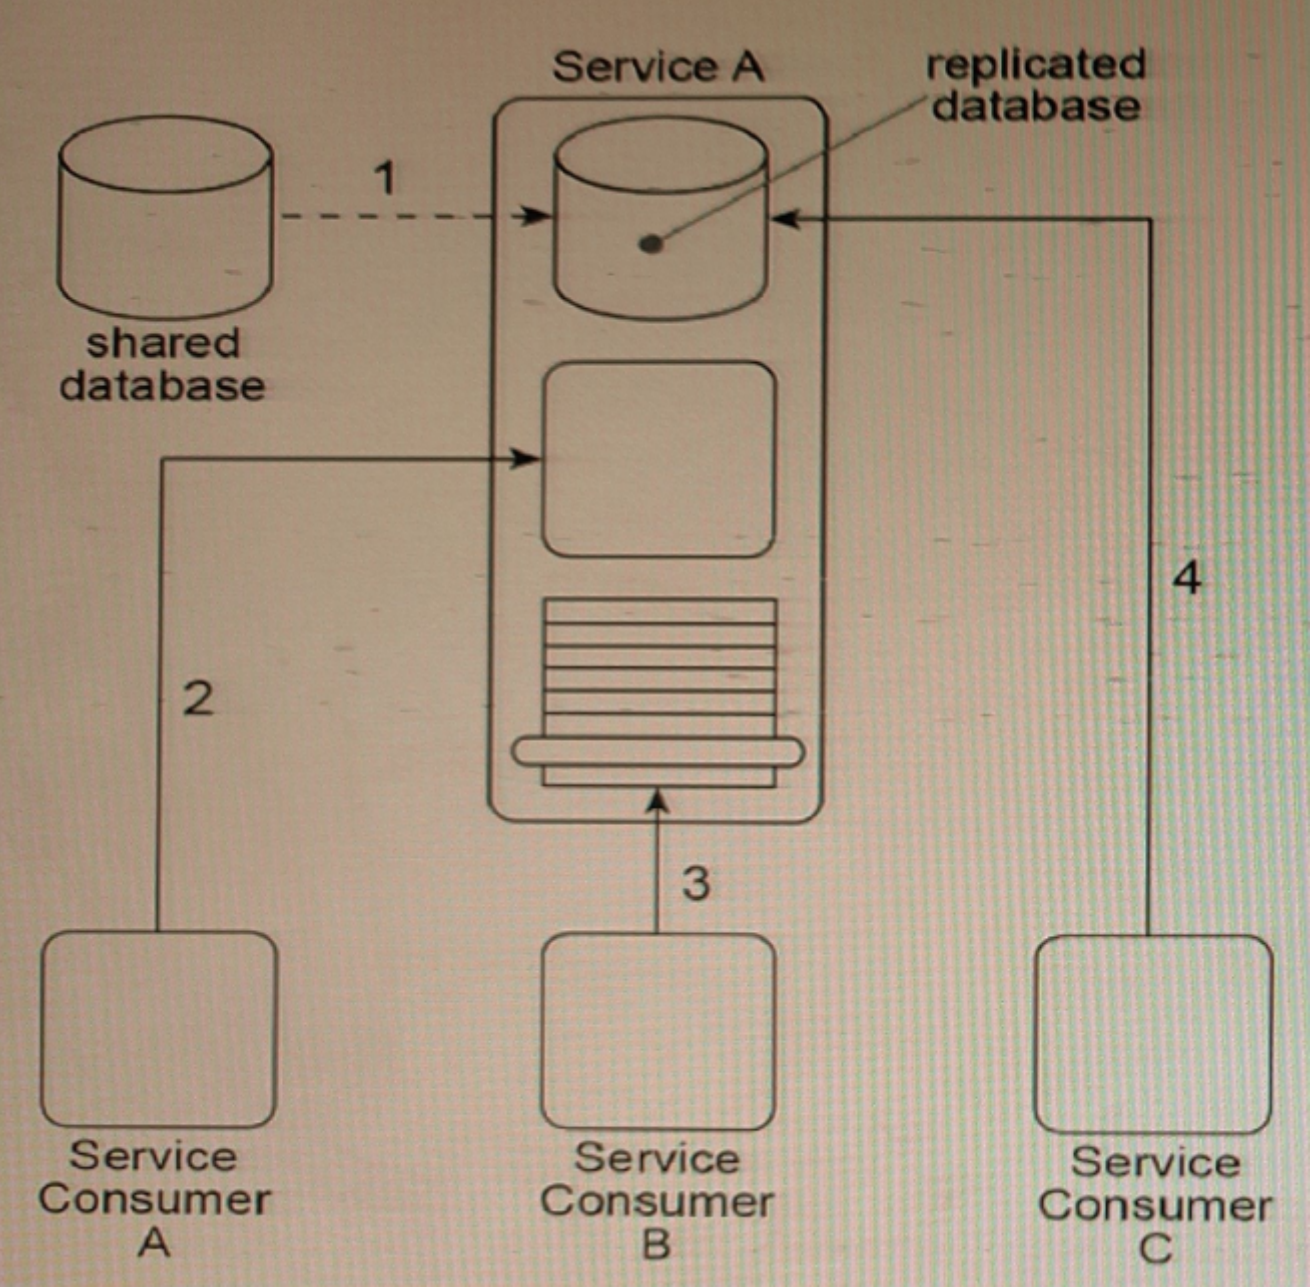 Service A
replicated
database
1
shared
database
2
4
3
Service
Consumer
A
Service
Consumer
B
Service
Consumer
C